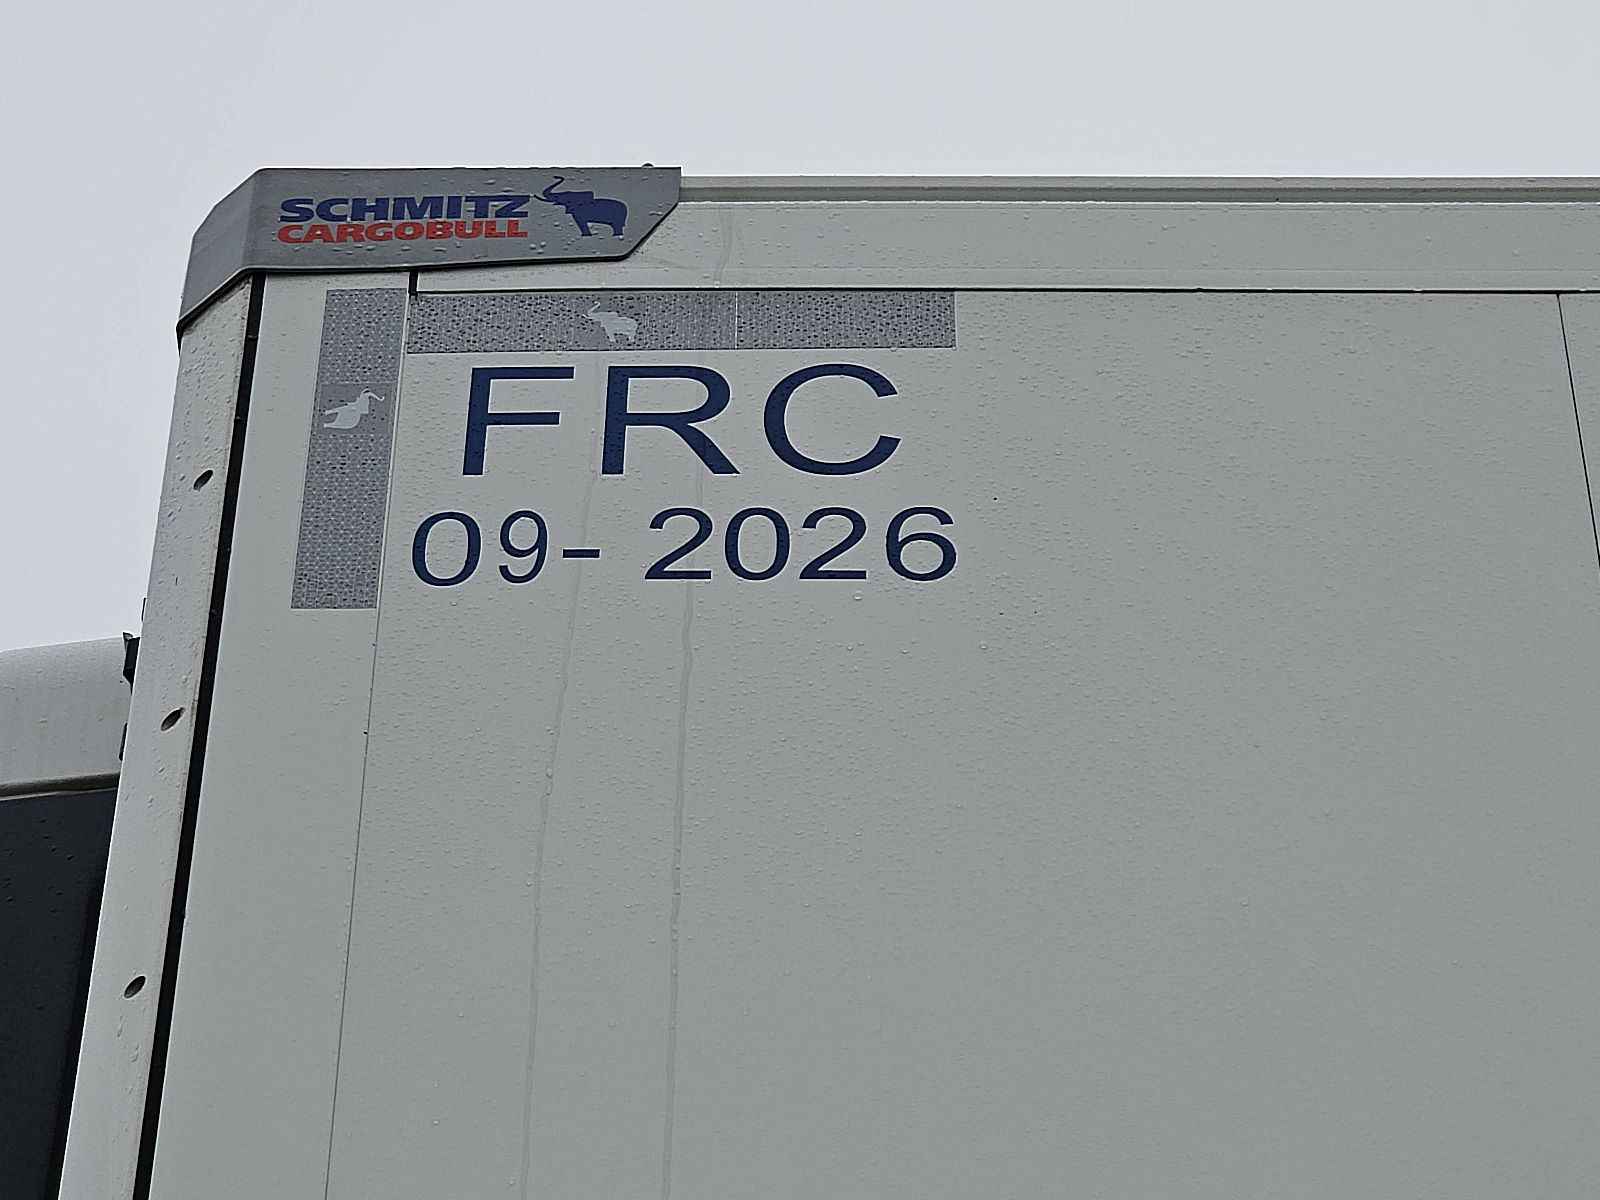 SCHMITZ
CARGOBULL
FRC
09- 2026